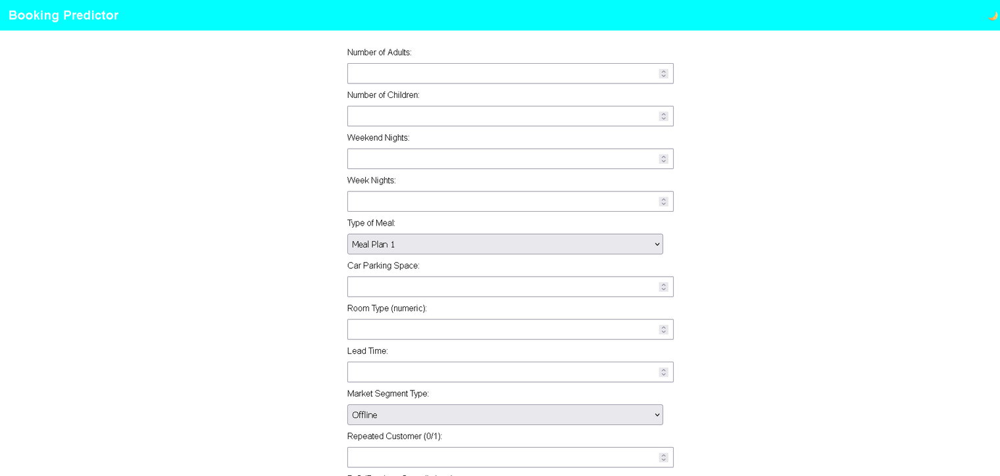 Booking Predictor
Number of Adults:
Number of Children:
Weekend Nights:
Week Nights:
Type of Meal:
Meal Plan 1
Car Parking Space:
Room Type (numeric):
Lead Time:
Market Segment Type:
Offline
Repeated Customer (0/1):